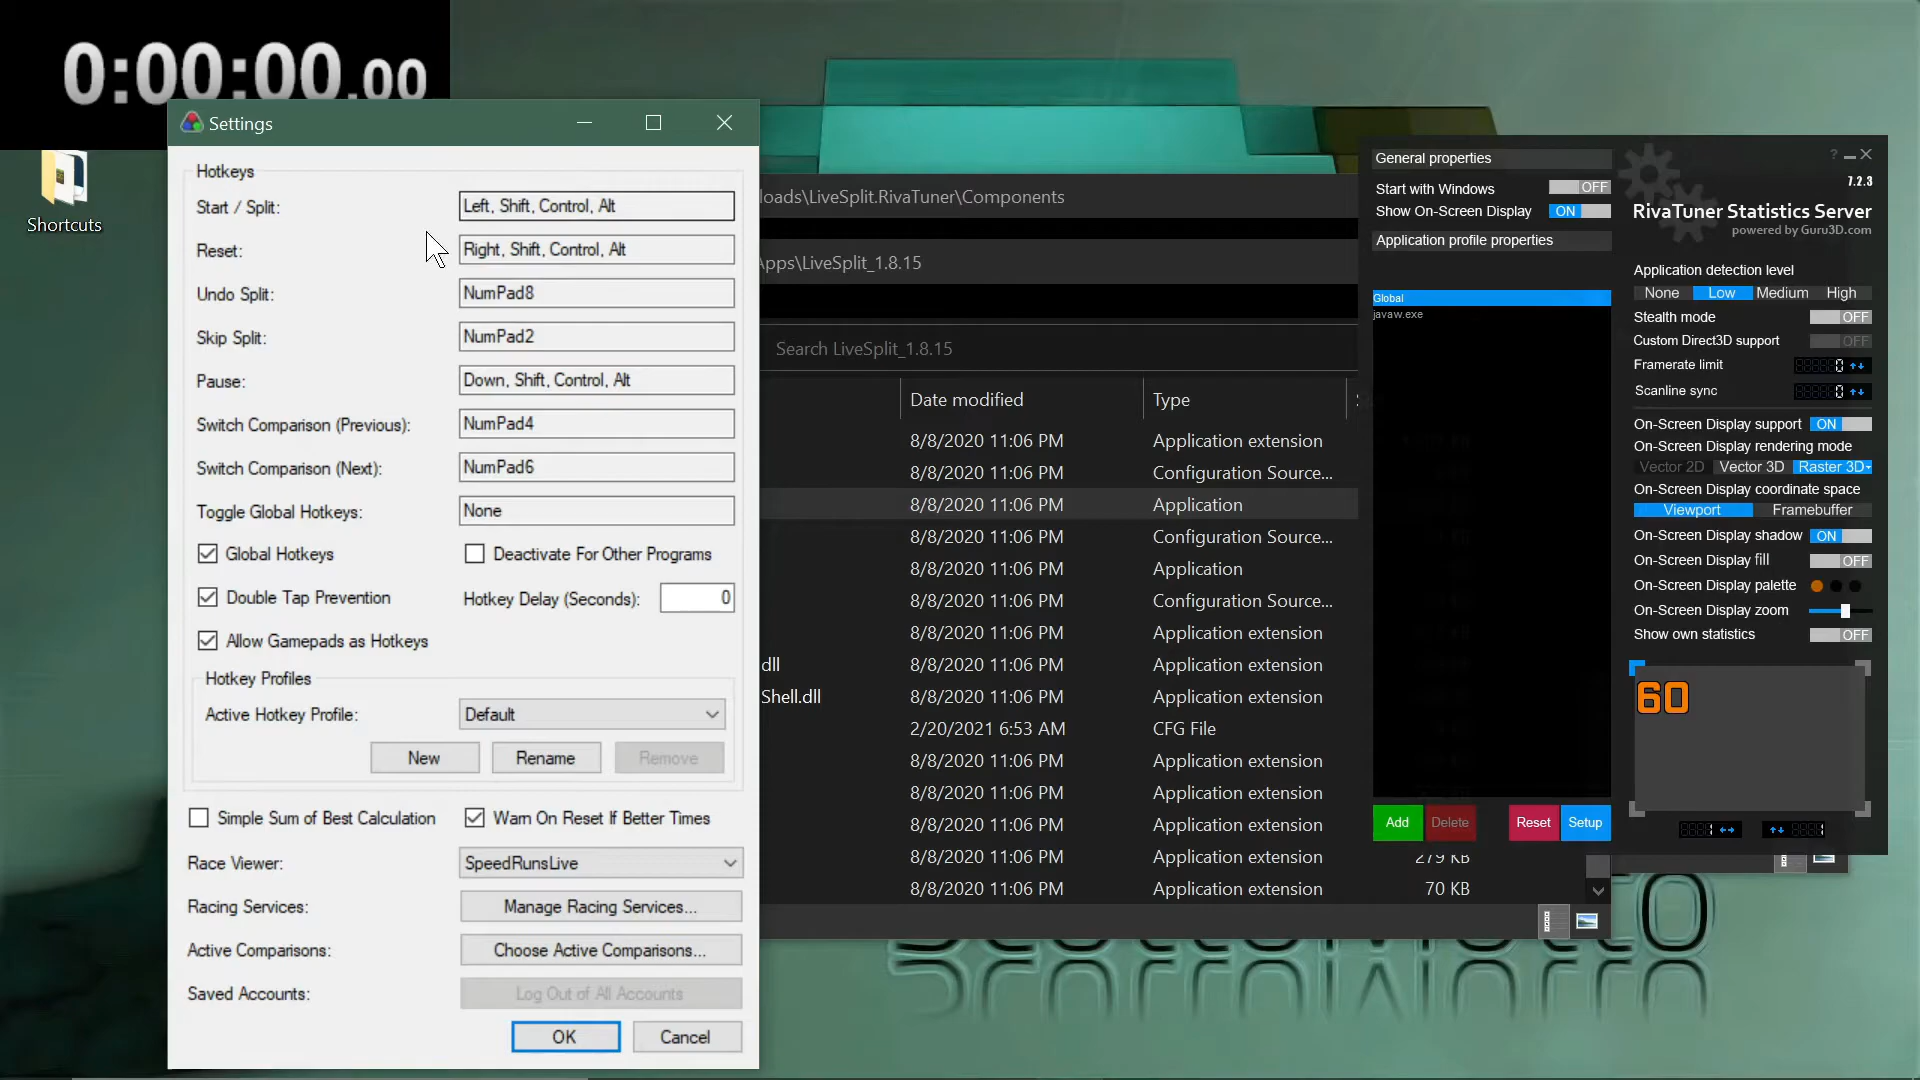 0:00:00.00
Shortcuts
Settings
Hotkeys
Start / Split:
Left, Shift, Control, Alt
Reset:
Right, Shift, Control, Alt
Undo Split:
NumPad8
Skip Split:
NumPad2
Pause:
Down, Shift, Control, Alt
Switch Comparison (Previous):
NumPad4
Switch Comparison (Next):
NumPad6
Toggle Global Hotkeys:
None
Global Hotkeys
Deactivate For Other Programs
Double Tap Prevention
Hotkey Delay (Seconds):
0
Allow Gamepads as Hotkeys
Hotkey Profiles
Active Hotkey Profile:
Default
New
Rename
Remove
Simple Sum of Best Calculation
Warn On Reset If Better Times
Race Viewer:
SpeedRunsLive
Racing Services:
Manage Racing Services...
Active Comparisons:
Choose Active Comparisons...
Saved Accounts:
Log Out of All Accounts
OK
Cancel
loads\LiveSplit.RivaTuner\Components
Apps\LiveSplit_1.8.15
Search LiveSplit_1.8.15
Date modified Type
8/8/2020 11:06 PM Application extension
8/8/2020 11:06 PM Configuration Source...
8/8/2020 11:06 PM Application
8/8/2020 11:06 PM Configuration Source...
8/8/2020 11:06 PM Application
8/8/2020 11:06 PM Configuration Source...
8/8/2020 11:06 PM Application extension
dll 8/8/2020 11:06 PM Application extension
Shell.dll 8/8/2020 11:06 PM Application extension
2/20/2021 6:53 AM CFG File
8/8/2020 11:06 PM Application extension
8/8/2020 11:06 PM Application extension
8/8/2020 11:06 PM Application extension
8/8/2020 11:06 PM Application extension 279 KB
8/8/2020 11:06 PM Application extension 70 KB
General properties
Start with Windows OFF
Show On-Screen Display ON
Application profile properties
Global
javaw.exe
Add
Delete
Reset
Setup
?
7.2.3
RivaTuner Statistics Server
powered by Guru3D.com
Application detection level
None Low Medium High
Stealth mode OFF
Custom Direct3D support OFF
Framerate limit 0
Scanline sync 0
On-Screen Display support ON
On-Screen Display rendering mode
Vector 2D Vector 3D Raster 3D
On-Screen Display coordinate space
Viewport Framebuffer
On-Screen Display shadow ON
On-Screen Display fill OFF
On-Screen Display palette
On-Screen Display zoom
Show own statistics OFF
60
1
1